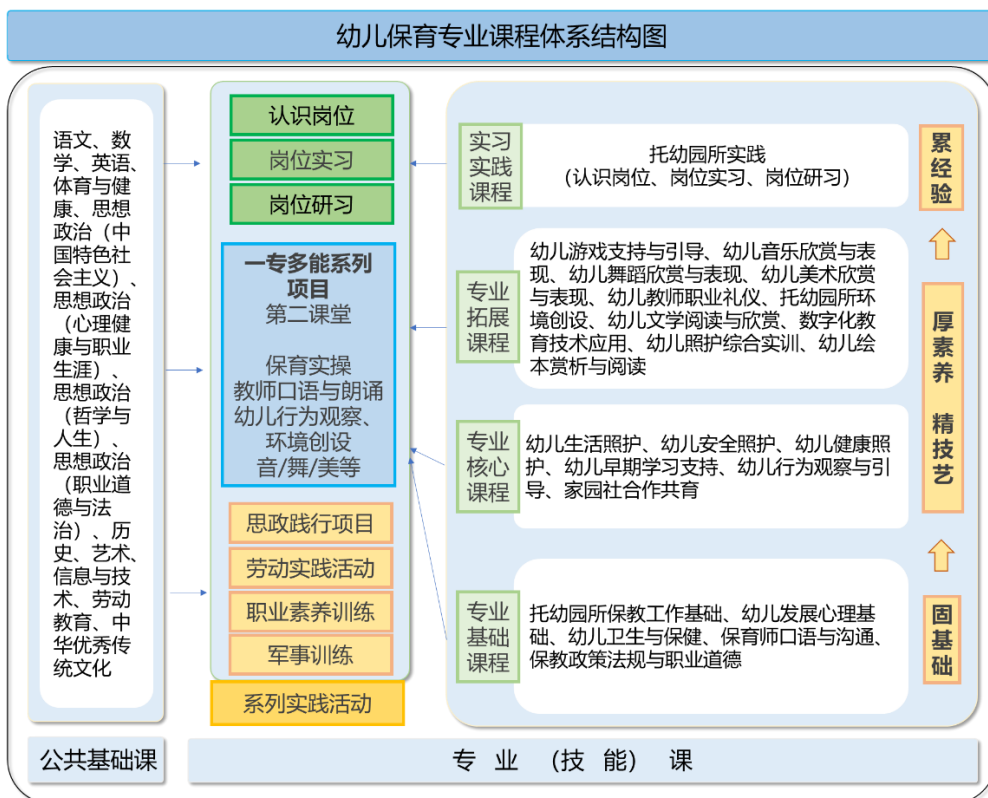 幼儿保育专业课程体系结构图
语文、数
学、英语、
体育与健
康、思想
政治（中
国特色社
会主义）、
思想政治
（心理健
康与职业
生涯）、
思想政治
（哲学与
人生）、
思想政治
（职业道
德与法
治）、历
史、艺术、
信息与技
术、劳动
教育、中
华优秀传
统文化
公共基础课
认识岗位
岗位实习
岗位研习
一专多能系列
项目
第二课堂
保育实操
教师口语与朗诵
幼儿行为观察、
环境创设
音/舞/美等
思政践行项目
劳动实践活动
职业素养训练
军事训练
系列实践活动
实习
实践
课程
托幼园所实践
（认识岗位、岗位实习、岗位研习）
累经验
专业
拓展
课程
幼儿游戏支持与引导、幼儿音乐欣赏与表
现、幼儿舞蹈欣赏与表现、幼儿美术欣赏
与表现、幼儿教师职业礼仪、托幼园所环
境创设、幼儿文学阅读与欣赏、数字化教
育技术应用、幼儿照护综合实训、幼儿绘
本赏析与阅读
厚素养 精技艺
专业
核心
课程
幼儿生活照护、幼儿安全照护、幼儿健康照
护、幼儿早期学习支持、幼儿行为观察与引
导、家园社合作共育
专业
基础
课程
托幼园所保教工作基础、幼儿发展心理基
础、幼儿卫生与保健、保育师口语与沟通、
保教政策法规与职业道德
固基础
专 业 （技 能） 课